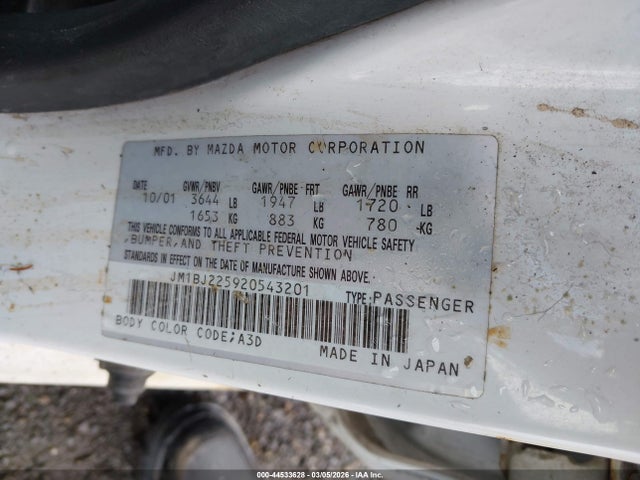 MFD. BY MAZDA MOTOR CORPORATION
DATE GVWR/PNBV GAWR/PNBE FRT GAWR/PNBE RR
10/01 3644 LB 1947 LB 1720 LB
1653 KG 883 KG 780 KG
THIS VEHICLE CONFORMS TO ALL APPLICABLE FEDERAL MOTOR VEHICLE SAFETY
,BUMPER,AND THEFT PREVENTION
STANDARDS IN EFFECT ON THE DATE OF MANUFACTURE SHOWN ABOVE.
JM1BJ225920543201
TYPE:PASSENGER
BODY COLOR CODE;A3D
MADE IN JAPAN
000-44533628 - 03/05/2026 - COPYRIGHT IAA, LLC.